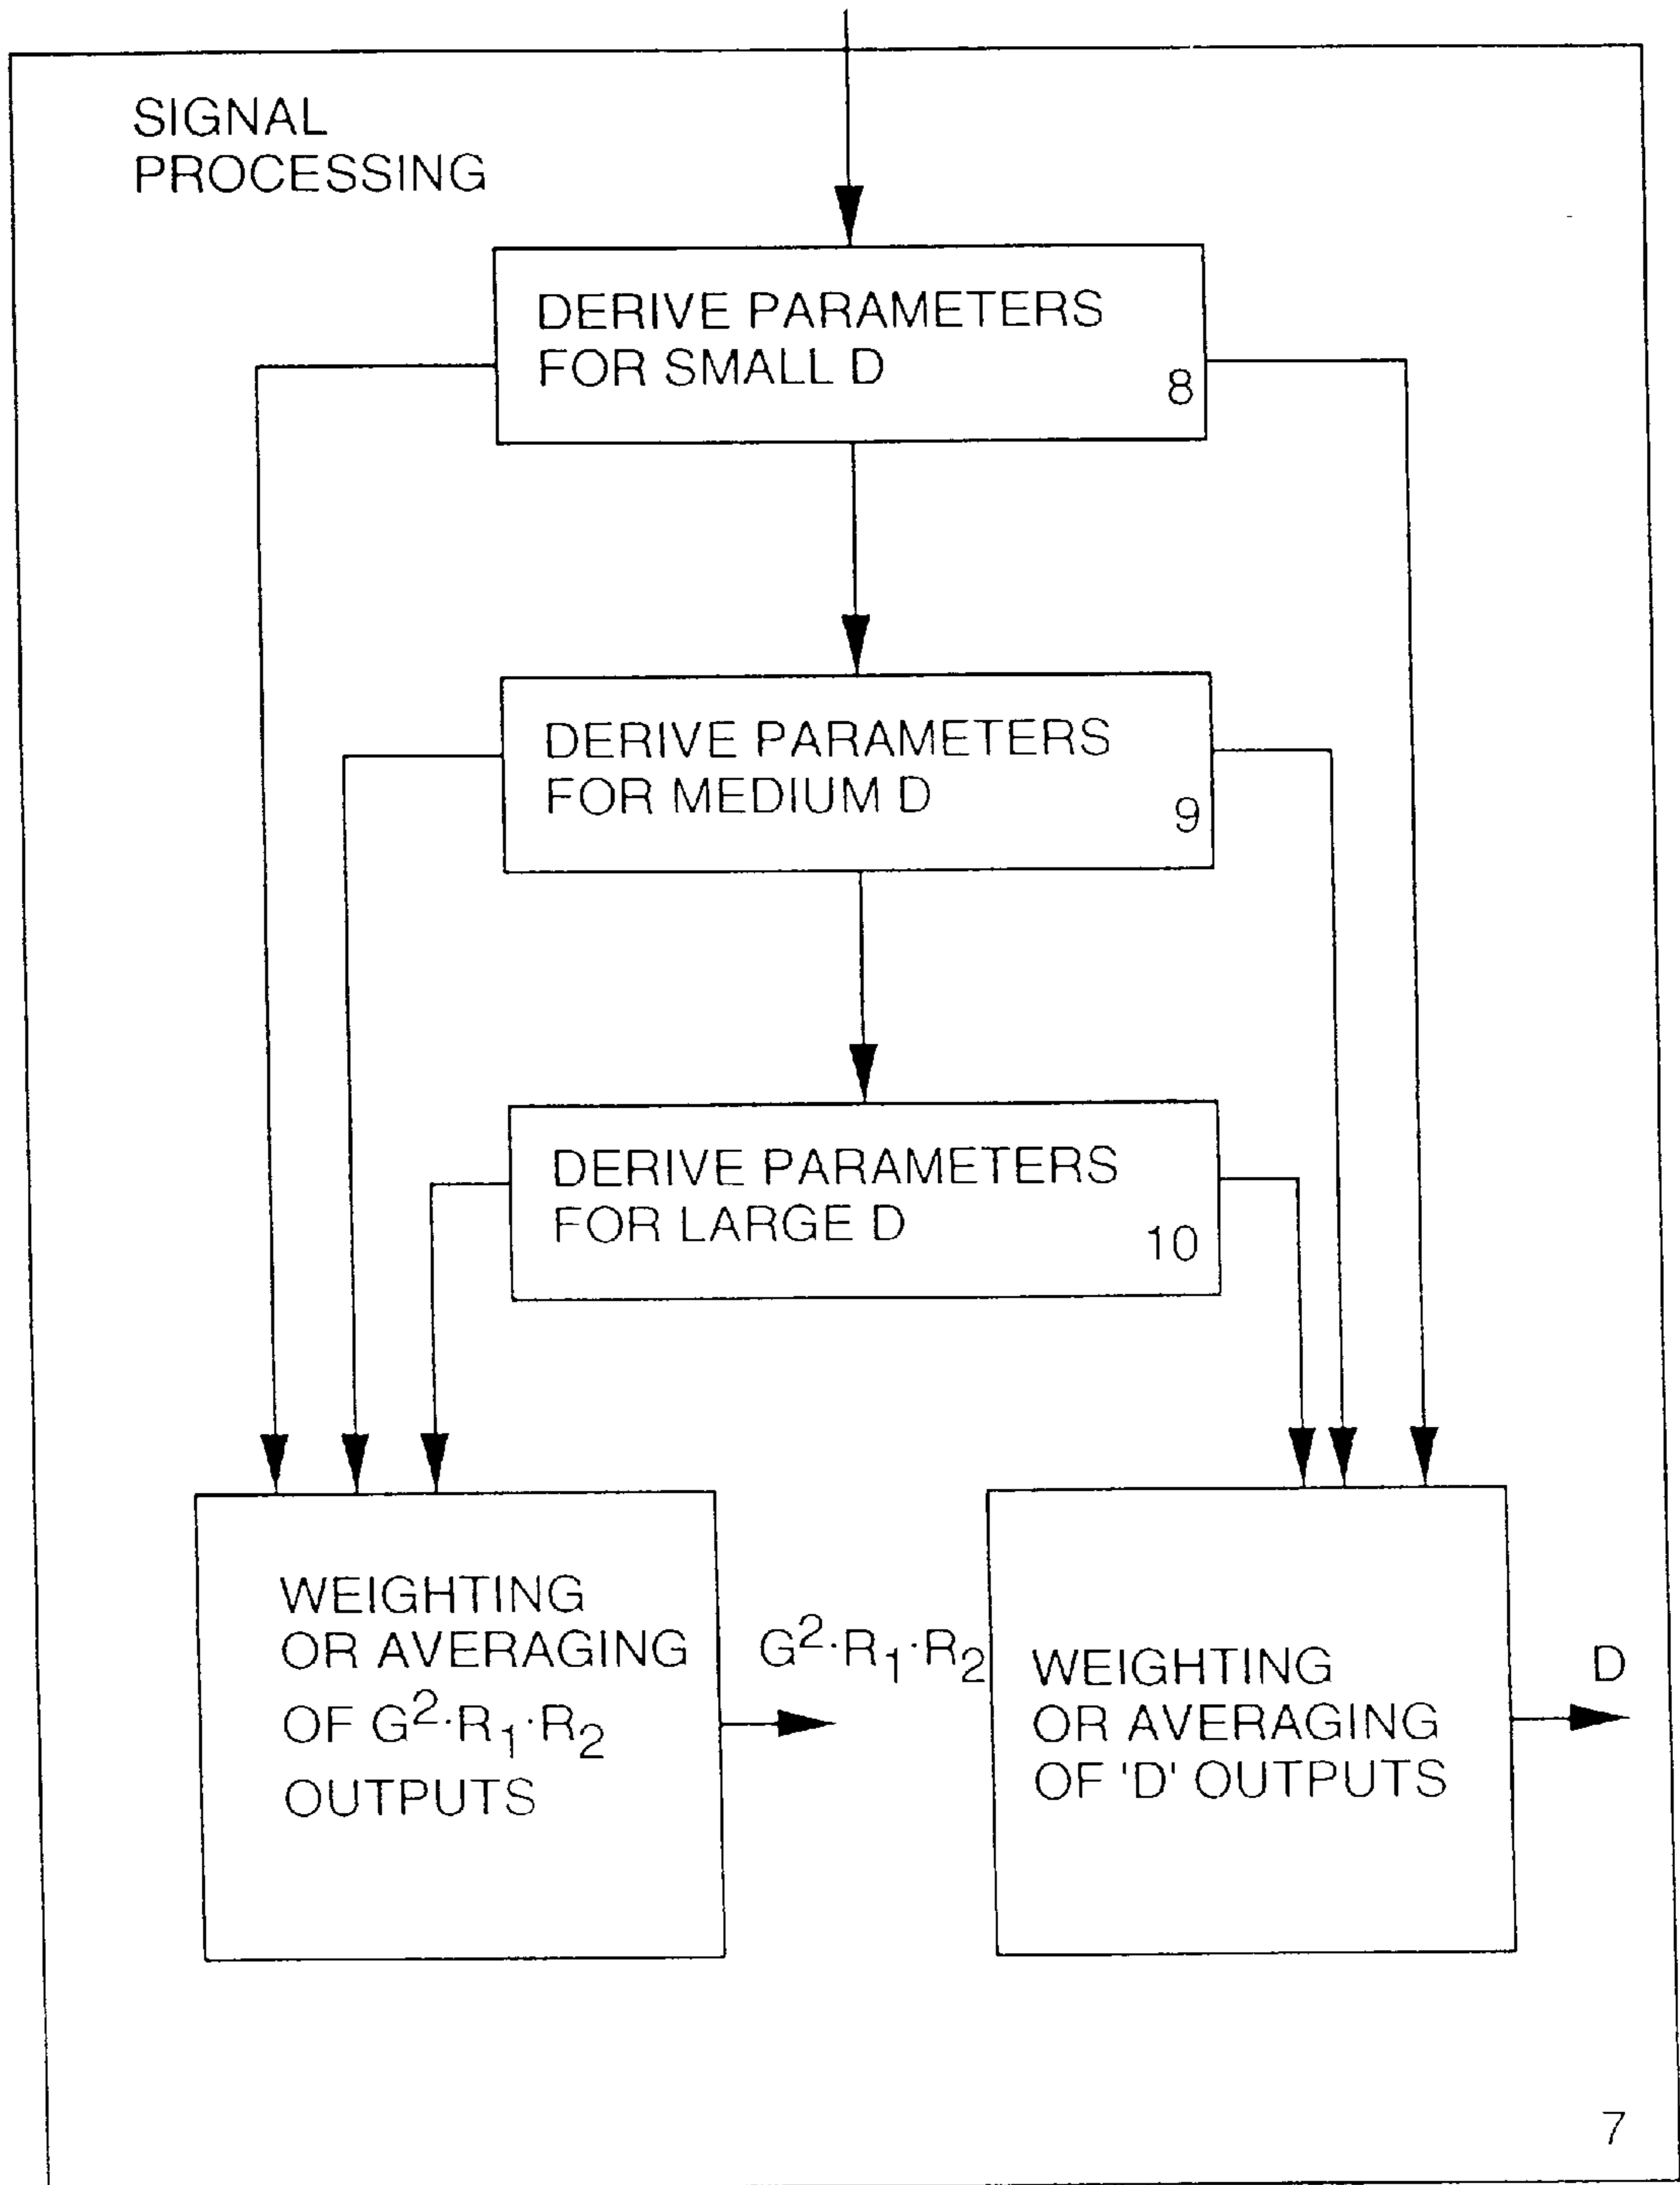 SIGNAL
PROCESSING
DERIVE PARAMETERS
FOR SMALL D
8
DERIVE PARAMETERS
FOR MEDIUM D
9
DERIVE PARAMETERS
FOR LARGE D
10
WEIGHTING
OR AVERAGING
OF G²·R₁·R₂
OUTPUTS
G²·R₁·R₂
WEIGHTING
OR AVERAGING
OF 'D' OUTPUTS
D
7